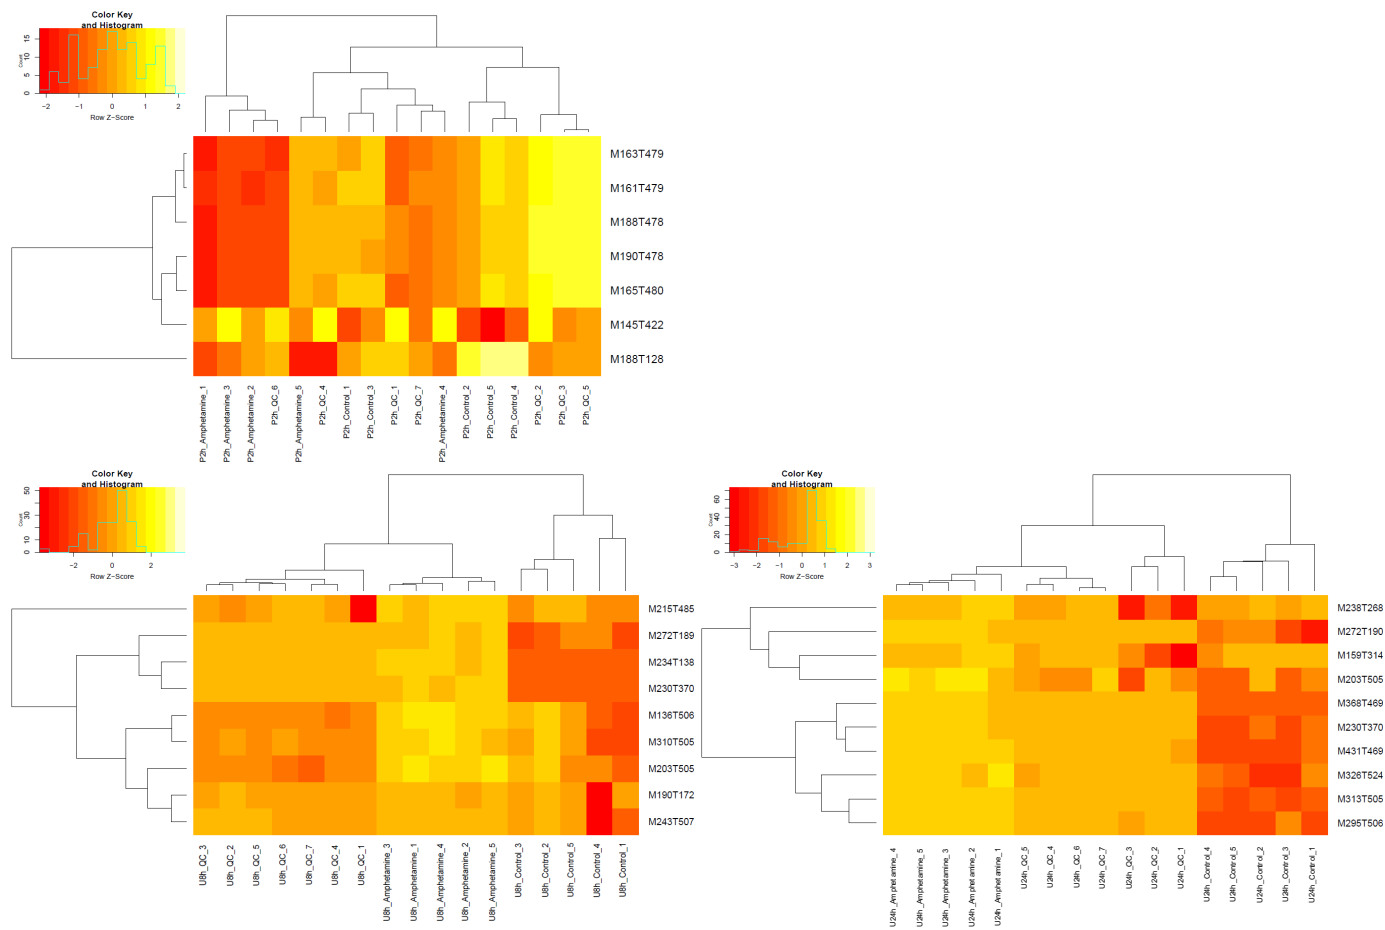 Color Key
and Histogram
Count
0 5 10 15
−2 −1 0 1 2
Row Z−Score
M163T479
M161T479
M188T478
M190T478
M165T480
M145T422
M188T128
P2h_Amphetamine_1
P2h_Amphetamine_3
P2h_Amphetamine_2
P2h_QC_6
P2h_Amphetamine_5
P2h_QC_4
P2h_Control_1
P2h_Control_3
P2h_QC_1
P2h_QC_7
P2h_Amphetamine_4
P2h_Control_2
P2h_Control_5
P2h_Control_4
P2h_QC_2
P2h_QC_3
P2h_QC_5
Color Key
and Histogram
Count
0 10 30 50
−2 0 2
Row Z−Score
M215T485
M272T189
M234T138
M230T370
M136T506
M310T505
M203T505
M190T172
M243T507
U8h_QC_3
U8h_QC_2
U8h_QC_5
U8h_QC_6
U8h_QC_7
U8h_QC_4
U8h_QC_1
U8h_Amphetamine_3
U8h_Amphetamine_1
U8h_Amphetamine_4
U8h_Amphetamine_2
U8h_Amphetamine_5
U8h_Control_3
U8h_Control_2
U8h_Control_5
U8h_Control_4
U8h_Control_1
Color Key
and Histogram
Count
0 20 40 60
−3 −2 −1 0 1 2 3
Row Z−Score
M238T268
M272T190
M159T314
M203T505
M368T469
M230T370
M431T469
M326T524
M313T505
M295T506
U24h_Amphetamine_4
U24h_Amphetamine_5
U24h_Amphetamine_3
U24h_Amphetamine_2
U24h_Amphetamine_1
U24h_QC_5
U24h_QC_4
U24h_QC_6
U24h_QC_7
U24h_QC_3
U24h_QC_2
U24h_QC_1
U24h_Control_4
U24h_Control_5
U24h_Control_2
U24h_Control_3
U24h_Control_1